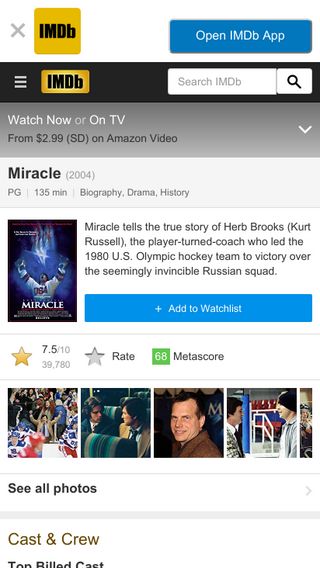 IMDb
Open IMDb App
IMDb
Search IMDb
Watch Now or On TV
From $2.99 (SD) on Amazon Video
Miracle (2004)
PG | 135 min | Biography, Drama, History
MIRACLE
Miracle tells the true story of Herb Brooks (Kurt
Russell), the player-turned-coach who led the
1980 U.S. Olympic hockey team to victory over
the seemingly invincible Russian squad.
+ Add to Watchlist
7.5/10
39,780
Rate
68 Metascore
See all photos
Cast & Crew
Top Billed Cast